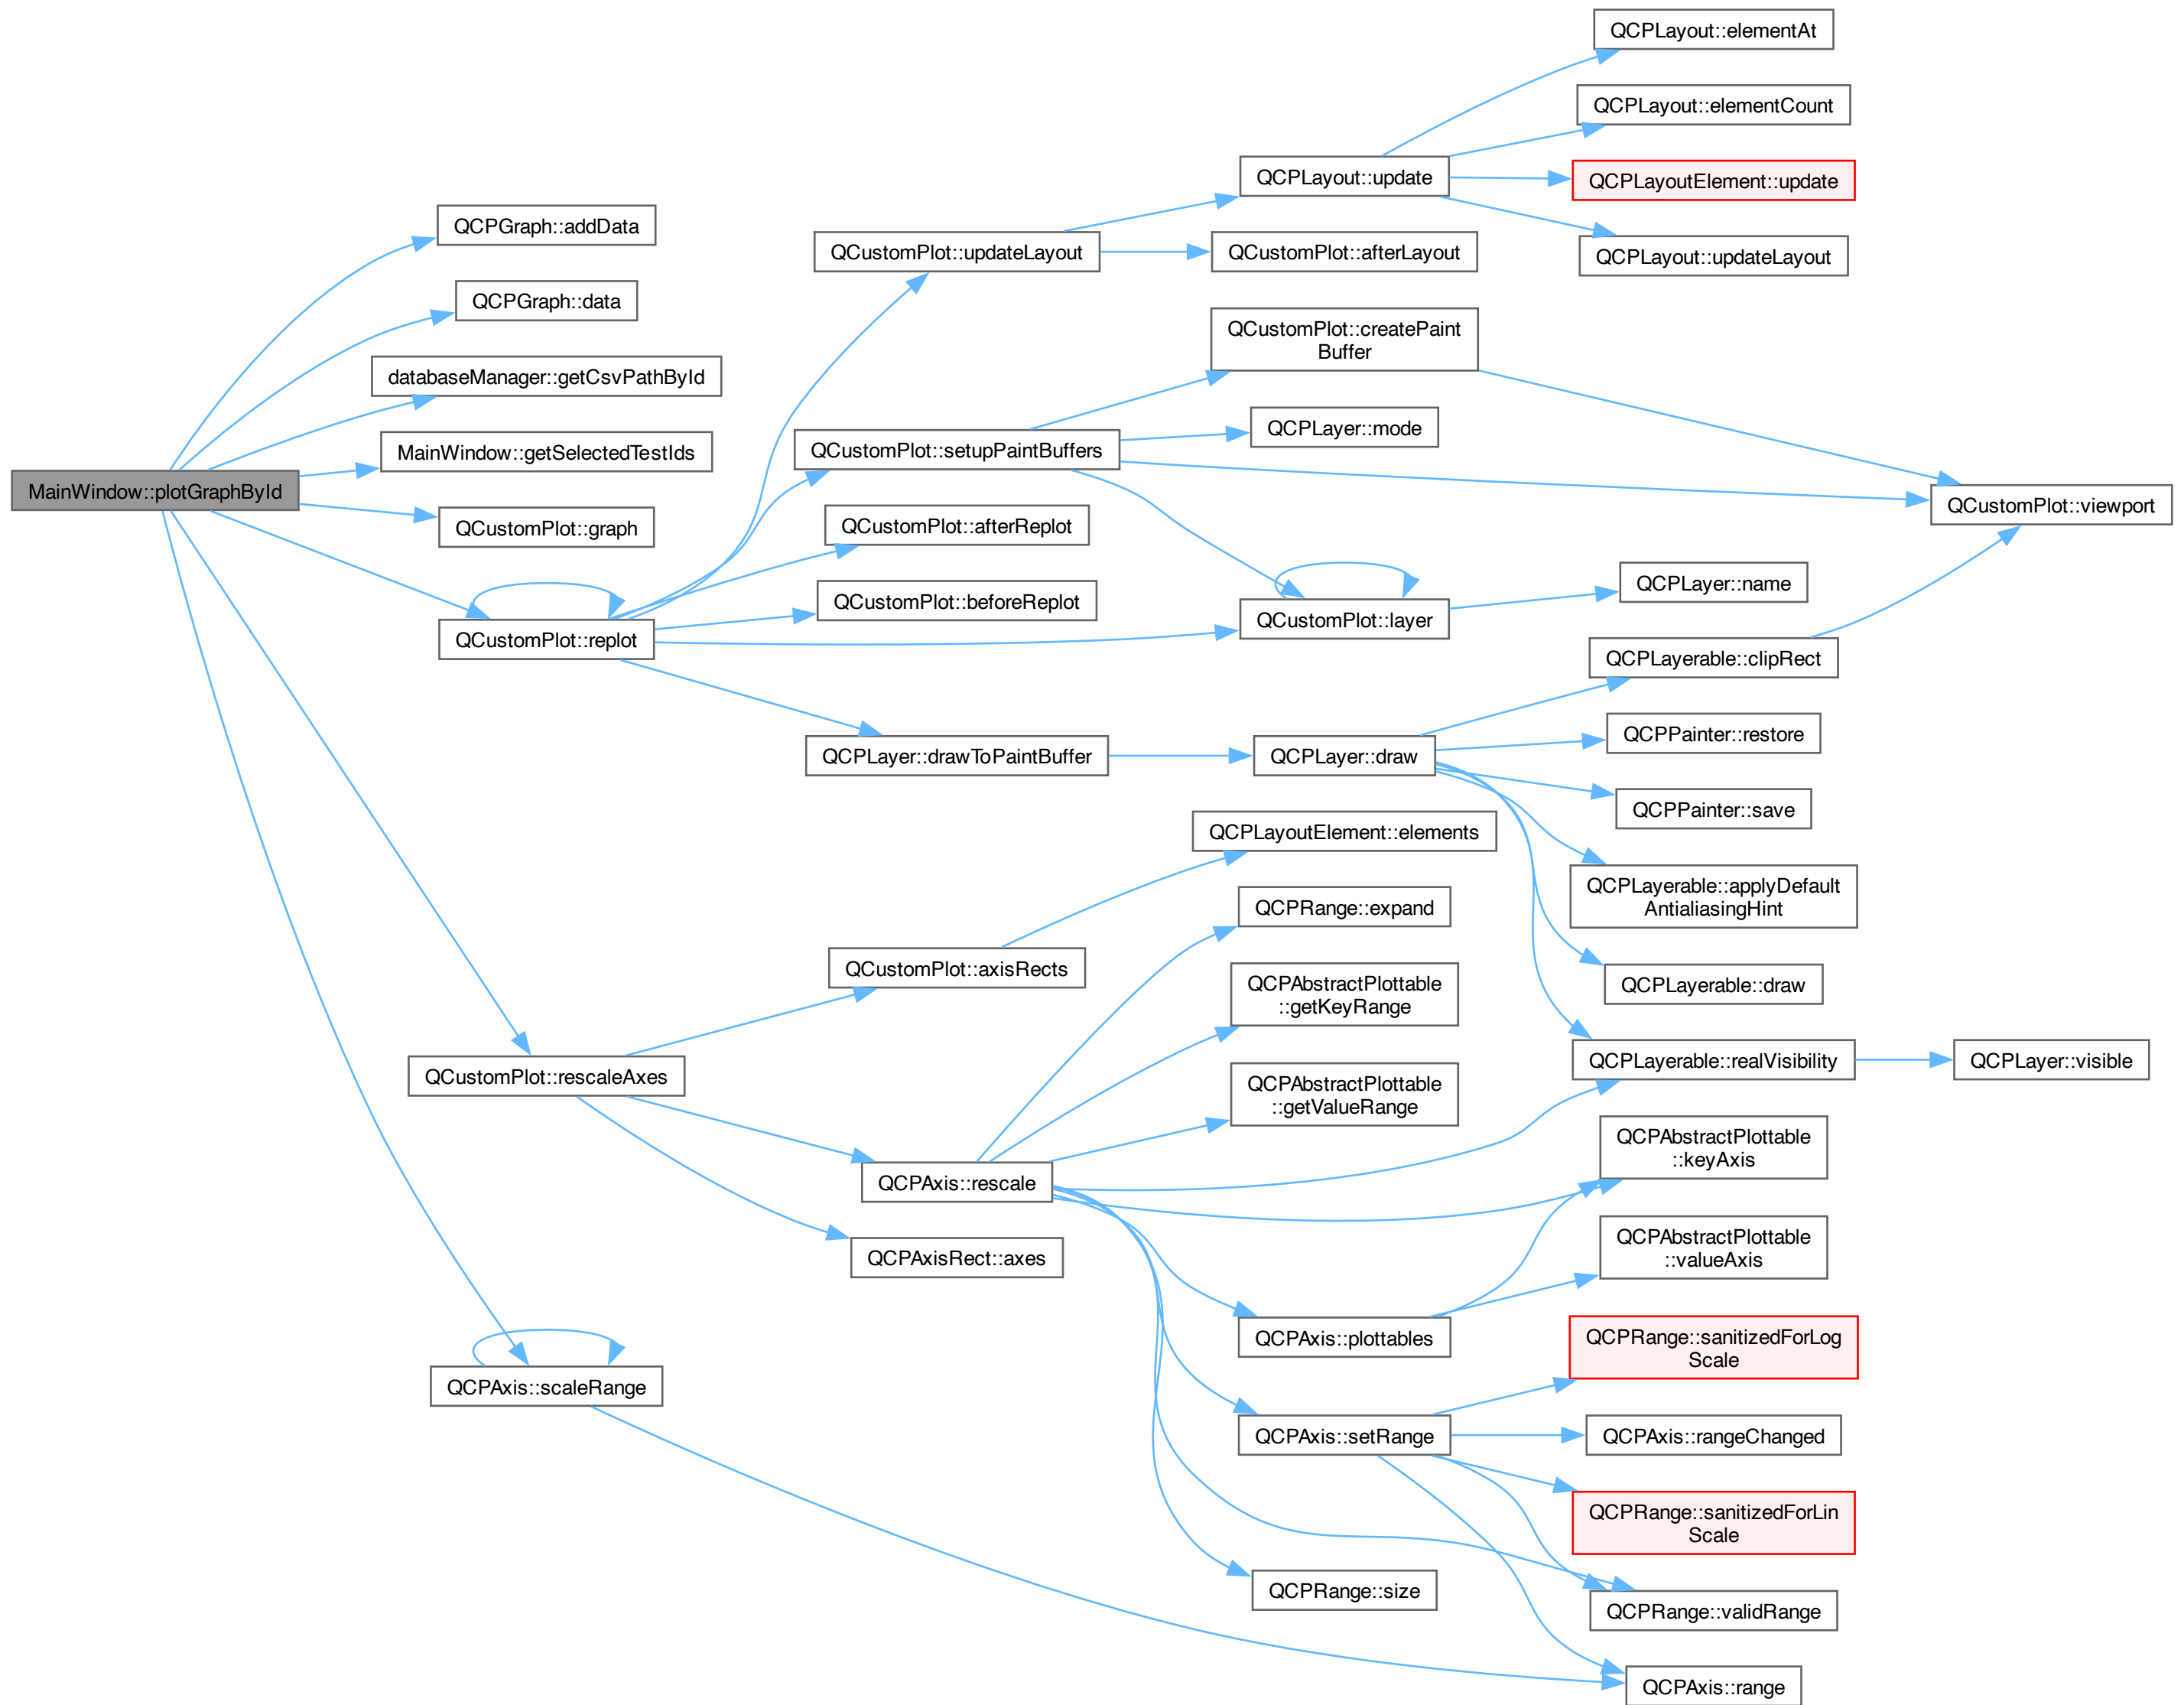 QCPLayout::elementAt
QCPLayout::elementCount
QCPLayout::update
QCPLayoutElement::update
QCPGraph::addData
QCustomPlot::updateLayout
QCustomPlot::afterLayout
QCPLayout::updateLayout
QCPGraph::data
QCustomPlot::createPaint
Buffer
databaseManager::getCsvPathById
QCPLayer::mode
MainWindow::getSelectedTestIds
QCustomPlot::setupPaintBuffers
MainWindow::plotGraphById
QCustomPlot::viewport
QCustomPlot::graph
QCustomPlot::afterReplot
QCPLayer::name
QCustomPlot::beforeReplot
QCustomPlot::layer
QCustomPlot::replot
QCPLayerable::clipRect
QCPPainter::restore
QCPLayer::drawToPaintBuffer
QCPLayer::draw
QCPPainter::save
QCPLayoutElement::elements
QCPLayerable::applyDefault
AntialiasingHint
QCPRange::expand
QCustomPlot::axisRects
QCPLayerable::draw
QCPAbstractPlottable
::getKeyRange
QCustomPlot::rescaleAxes
QCPLayerable::realVisibility
QCPLayer::visible
QCPAbstractPlottable
::getValueRange
QCPAbstractPlottable
::keyAxis
QCPAxis::rescale
QCPAxisRect::axes
QCPAbstractPlottable
::valueAxis
QCPAxis::plottables
QCPRange::sanitizedForLog
Scale
QCPAxis::scaleRange
QCPAxis::setRange
QCPAxis::rangeChanged
QCPRange::sanitizedForLin
Scale
QCPRange::size
QCPRange::validRange
QCPAxis::range